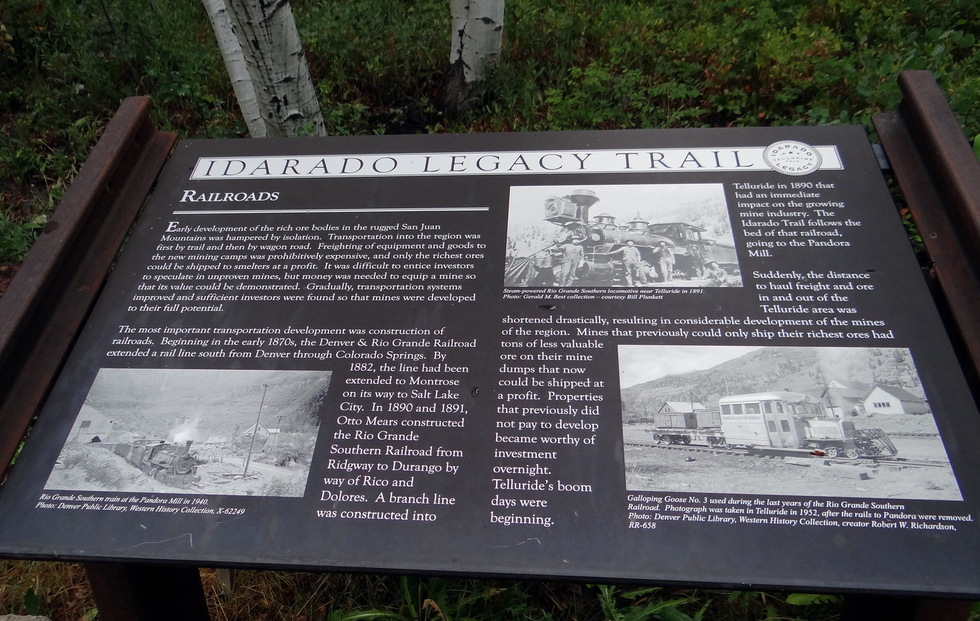 IDARADO LEGACY TRAIL
IDARADO
LEGACY
RAILROADS
Early development of the rich ore bodies in the rugged San Juan
Mountains was hampered by isolation. Transportation into the region was
first by trail and then by wagon road. Freighting of equipment and goods to
the new mining camps was prohibitively expensive, and only the richest ores
could be shipped to smelters at a profit. It was difficult to entice investors
to speculate in unproven mines, but money was needed to equip a mine so
that its value could be demonstrated. Gradually, transportation systems
improved and sufficient investors were found so that mines were developed
to their full potential.
The most important transportation development was construction of
railroads. Beginning in the early 1870s, the Denver & Rio Grande Railroad
extended a rail line south from Denver through Colorado Springs. By
1882, the line had been
extended to Montrose
on its way to Salt Lake
City. In 1890 and 1891,
Otto Mears constructed
the Rio Grande
Southern Railroad from
Ridgway to Durango by
way of Rico and
Dolores. A branch line
was constructed into
Rio Grande Southern train at the Pandora Mill in 1940.
Photo: Denver Public Library, Western History Collection, X-62249
Steam-powered Rio Grande Southern locomotive near Telluride in 1891.
Photo: Gerald M. Best collection – courtesy Bill Plunkett
Telluride in 1890 that
had an immediate
impact on the growing
mine industry. The
Idarado Trail follows the
bed of that railroad,
going to the Pandora
Mill.
Suddenly, the distance
to haul freight and ore
in and out of the
Telluride area was
shortened drastically, resulting in considerable development of the mines
of the region. Mines that previously could only ship their richest ores had
tons of less valuable
ore on their mine
dumps that now
could be shipped at
a profit. Properties
that previously did
not pay to develop
became worthy of
investment
overnight.
Telluride's boom
days were
beginning.
Galloping Goose No. 3 used during the last years of the Rio Grande Southern
Railroad. Photograph was taken in Telluride in 1952, after the rails to Pandora were removed.
Photo: Denver Public Library, Western History Collection, creator Robert W. Richardson,
RR-658